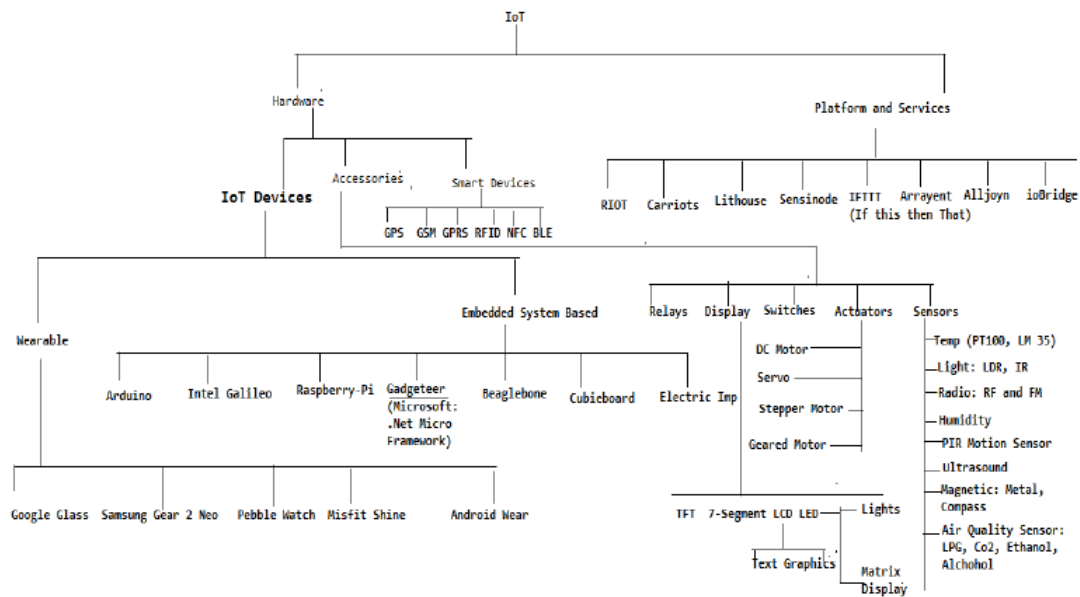 IoT
Hardware
Platform and Services
IoT Devices
Accessories
Smart Devices
RIOT
Carriots
Lithouse
Sensinode
IFTTT
(If this then That)
Arrayent
Alljoyn
ioBridge
GPS GSM GPRS RFID NFC BLE
Wearable
Embedded System Based
Relays
Display
Switches
Actuators
Sensors
Arduino
Intel Galileo
Raspberry-Pi
Gadgeteer
(Microsoft:
.Net Micro
Framework)
Beaglebone
Cubieboard
Electric Imp
DC Motor
Servo
Stepper Motor
Geared Motor
Temp (PT100, LM 35)
Light: LDR, IR
Radio: RF and FM
Humidity
PIR Motion Sensor
Ultrasound
Magnetic: Metal,
Compass
Air Quality Sensor:
LPG, Co2, Ethanol,
Alchohol
Google Glass
Samsung Gear 2 Neo
Pebble Watch
Misfit Shine
Android Wear
TFT 7-Segment LCD LED
Lights
Text Graphics
Matrix
Display